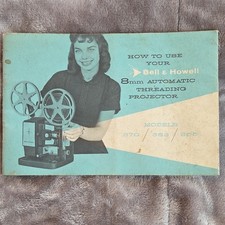 HOW TO USE
YOUR
Bell & Howell
8mm AUTOMATIC
THREADING
PROJECTOR
MODELS